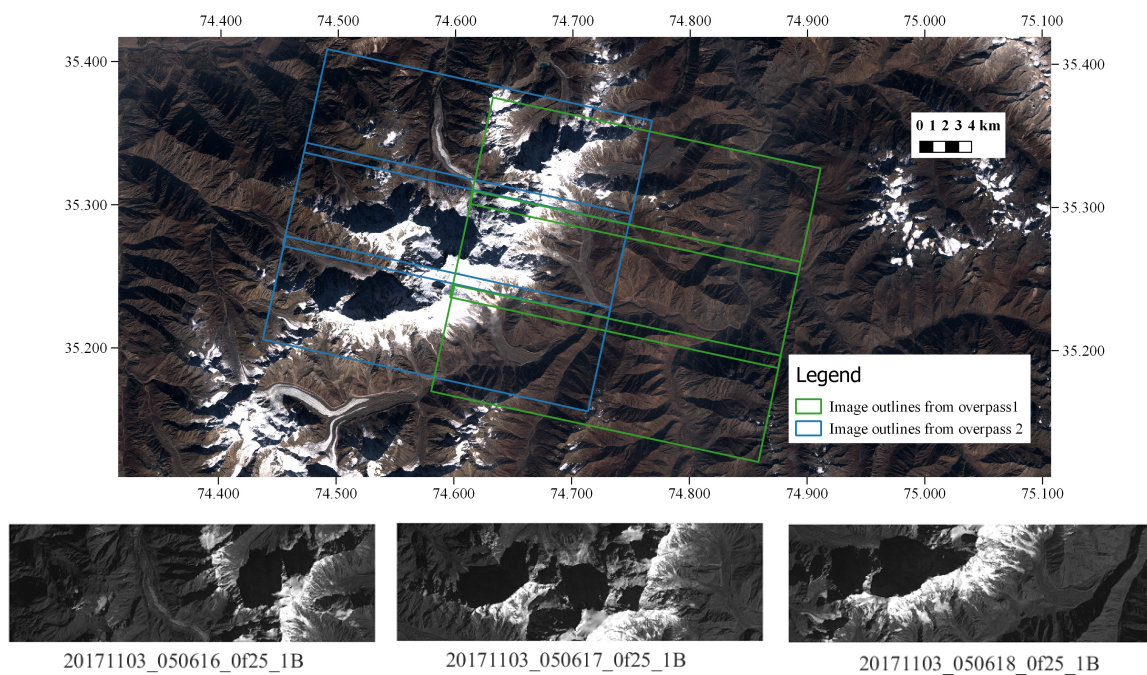 74.400 74.500 74.600 74.700 74.800 74.900 75.000 75.100
35.400 35.400
0 1 2 3 4 km
35.300 35.300
35.200 35.200
Legend
Image outlines from overpass1
Image outlines from overpass 2
74.400 74.500 74.600 74.700 74.800 74.900 75.000 75.100
20171103_050616_0f25_1B 20171103_050617_0f25_1B 20171103_050618_0f25_1B